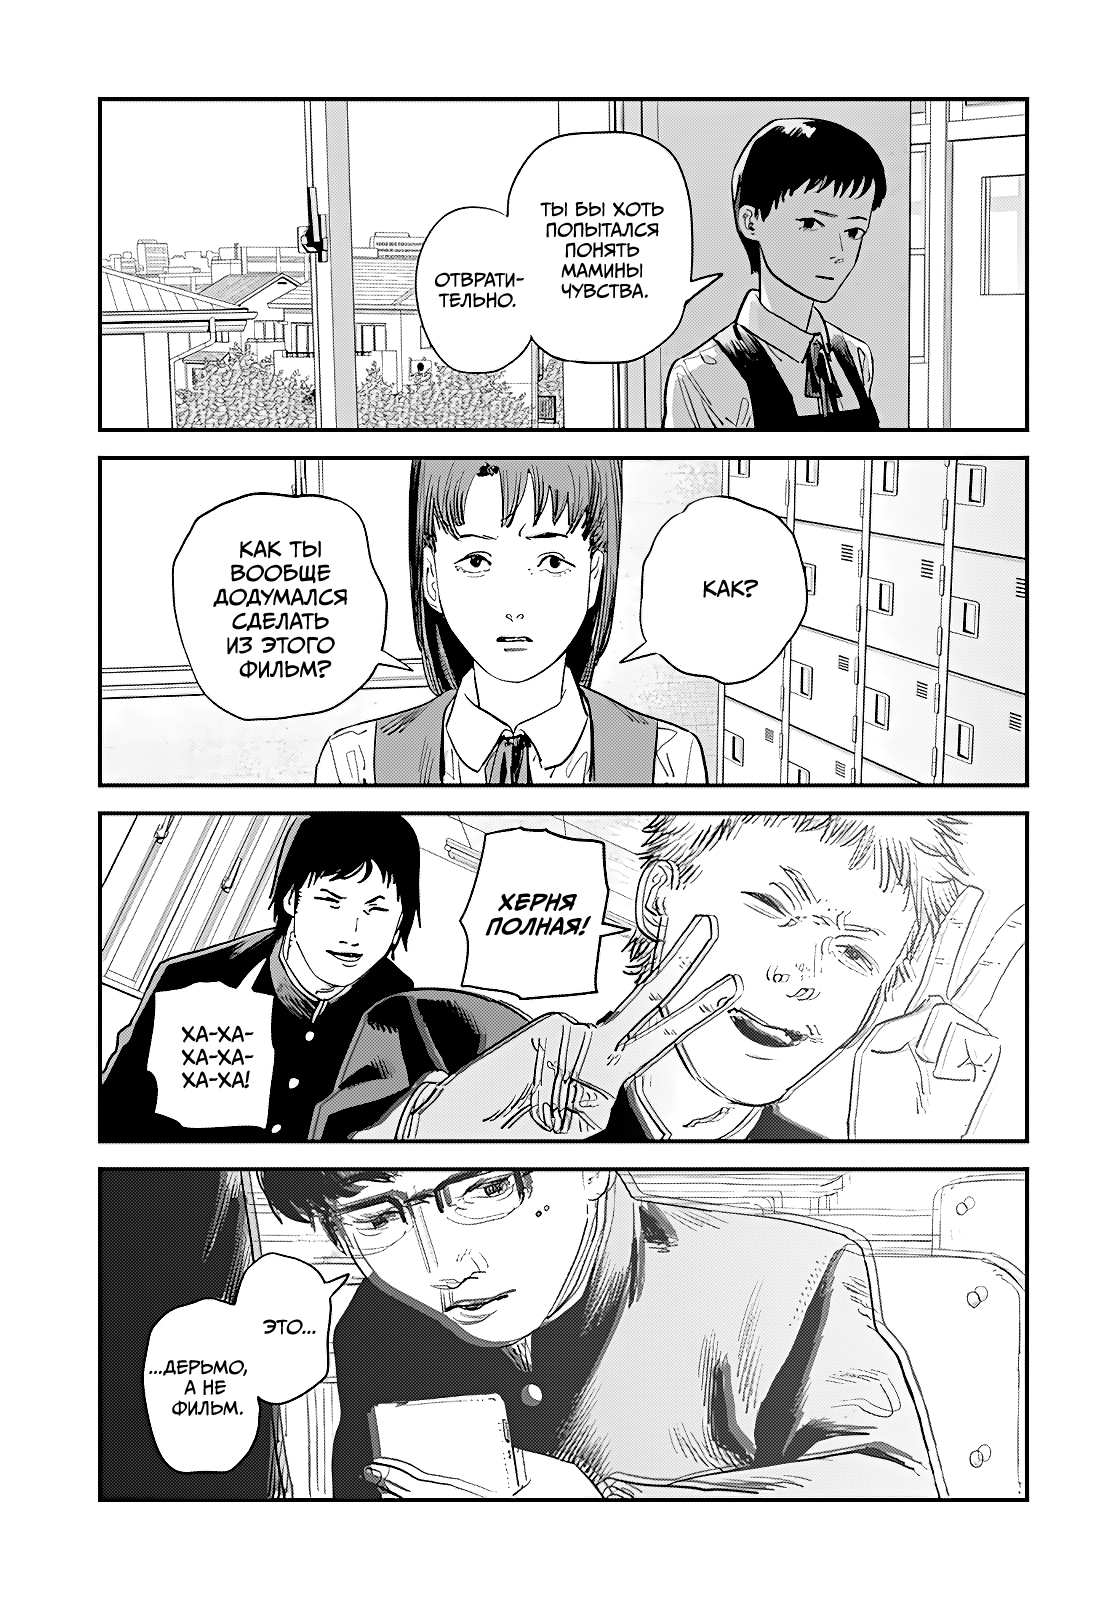 ТЫ БЫ ХОТЬ
ПОПЫТАЛСЯ
ПОНЯТЬ
МАМИНЫ
ЧУВСТВА.
ОТВРАТИ-
ТЕЛЬНО.
КАК?
КАК ТЫ
ВООБЩЕ
ДОДУМАЛСЯ
СДЕЛАТЬ
ИЗ ЭТОГО
ФИЛЬМ?
ХЕРНЯ
ПОЛНАЯ!
ХА-ХА-
ХА-ХА-
ХА-ХА!
ЭТО...
...ДЕРЬМО,
А НЕ
ФИЛЬМ.